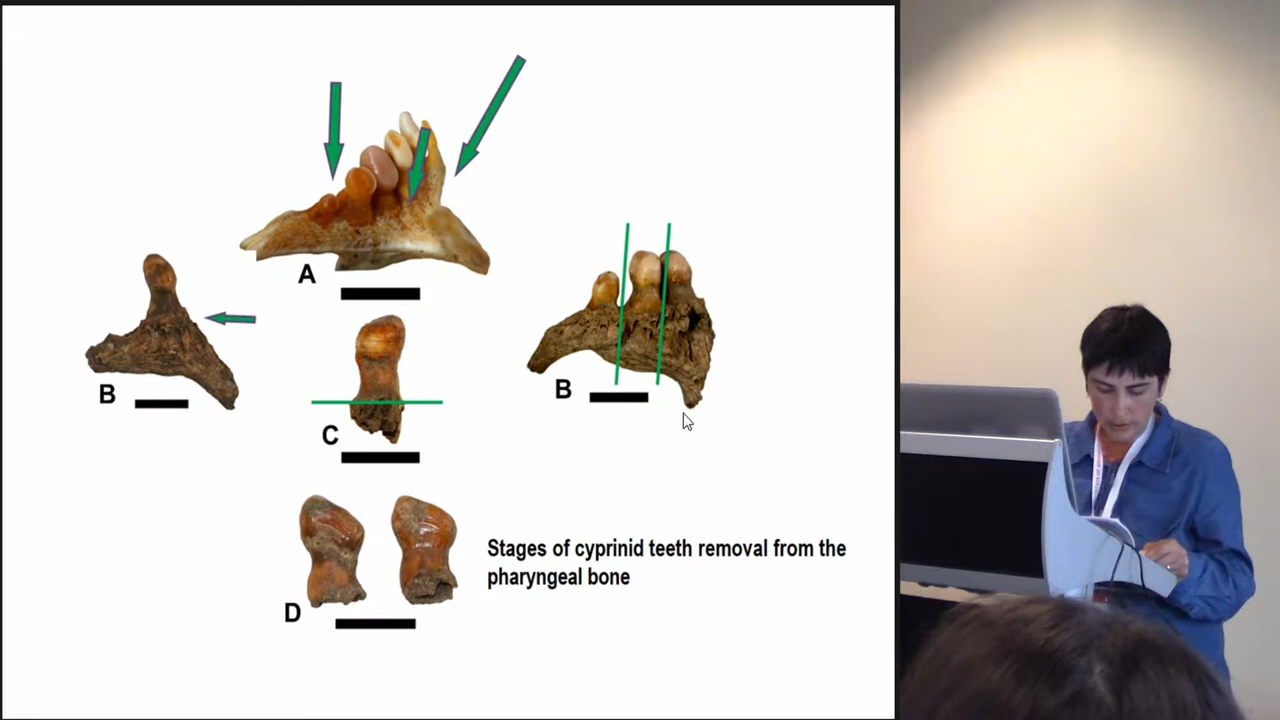 A
B
B
C
D
Stages of cyprinid teeth removal from the
pharyngeal bone